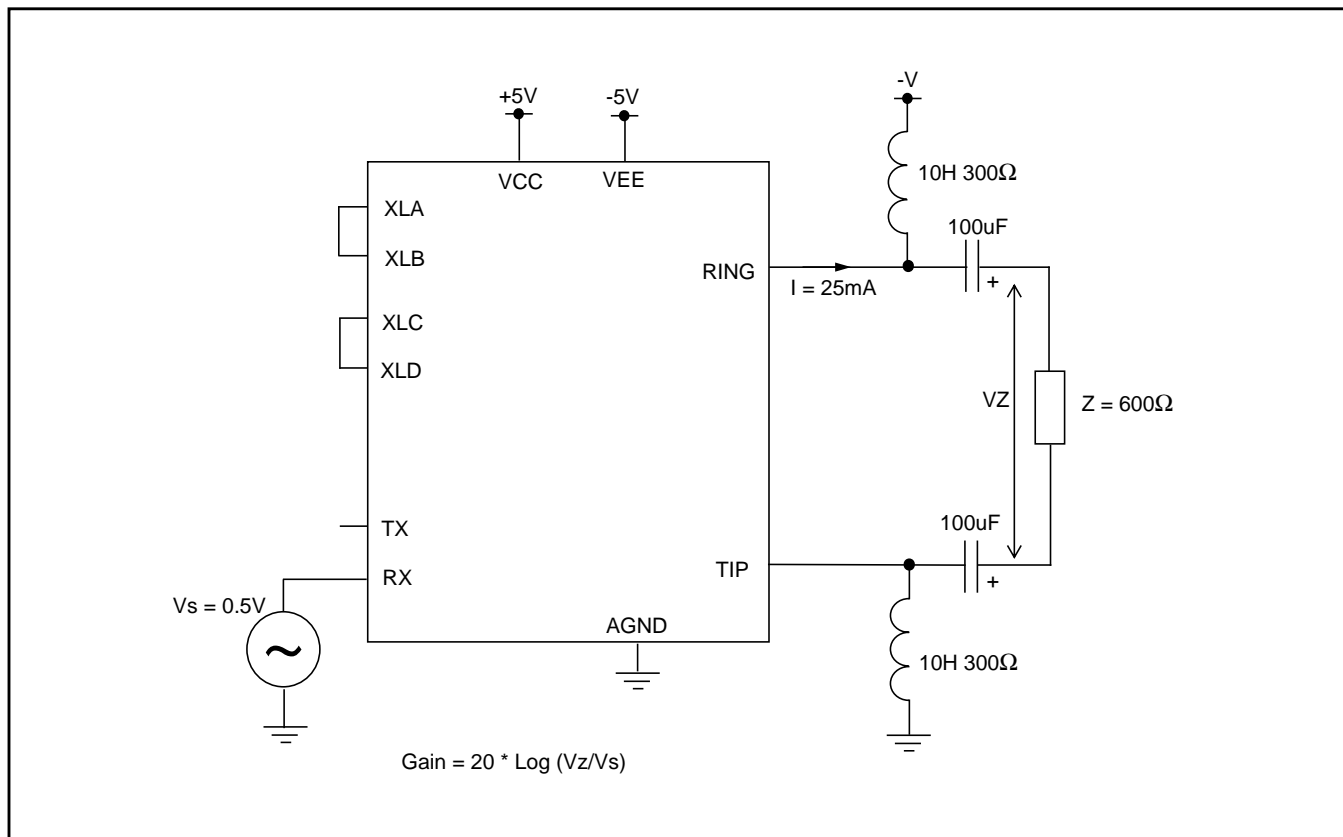 +5V
-5V
-V
VCC
VEE
10H 300Ω
XLA
XLB
100uF
RING
I = 25mA
+
XLC
XLD
VZ
Z = 600Ω
TX
100uF
RX
TIP
+
Vs = 0.5V
AGND
10H 300Ω
Gain = 20 * Log (Vz/Vs)